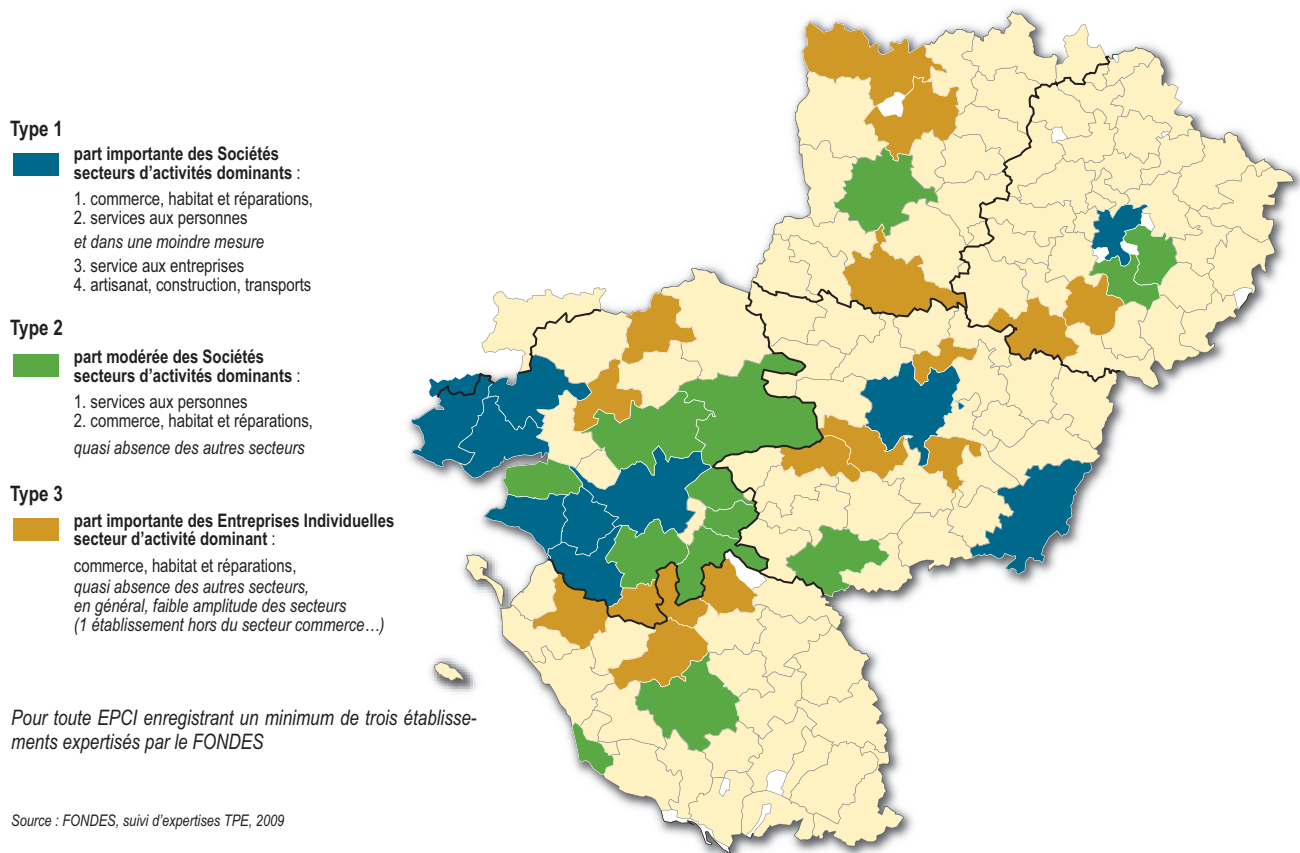 Type 1
part importante des Sociétés
secteurs d’activités dominants :
1. commerce, habitat et réparations,
2. services aux personnes
et dans une moindre mesure
3. service aux entreprises
4. artisanat, construction, transports
Type 2
part modérée des Sociétés
secteurs d’activités dominants :
1. services aux personnes
2. commerce, habitat et réparations,
quasi absence des autres secteurs
Type 3
part importante des Entreprises Individuelles
secteur d’activité dominant :
commerce, habitat et réparations,
quasi absence des autres secteurs,
en général, faible amplitude des secteurs
(1 établissement hors du secteur commerce…)
Pour toute EPCI enregistrant un minimum de trois établisse-
ments expertisés par le FONDES
Source : FONDES, suivi d’expertises TPE, 2009